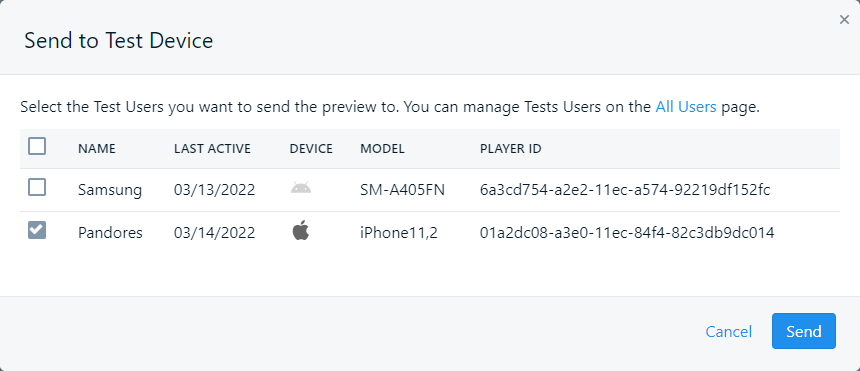 Send to Test Device
×
Select the Test Users you want to send the preview to. You can manage Tests Users on the All Users page.
NAME LAST ACTIVE DEVICE MODEL PLAYER ID
Samsung 03/13/2022 SM-A405FN 6a3cd754-a2e2-11ec-a574-92219df152fc
Pandores 03/14/2022 iPhone11,2 01a2dc08-a3e0-11ec-84f4-82c3db9dc014
Cancel Send